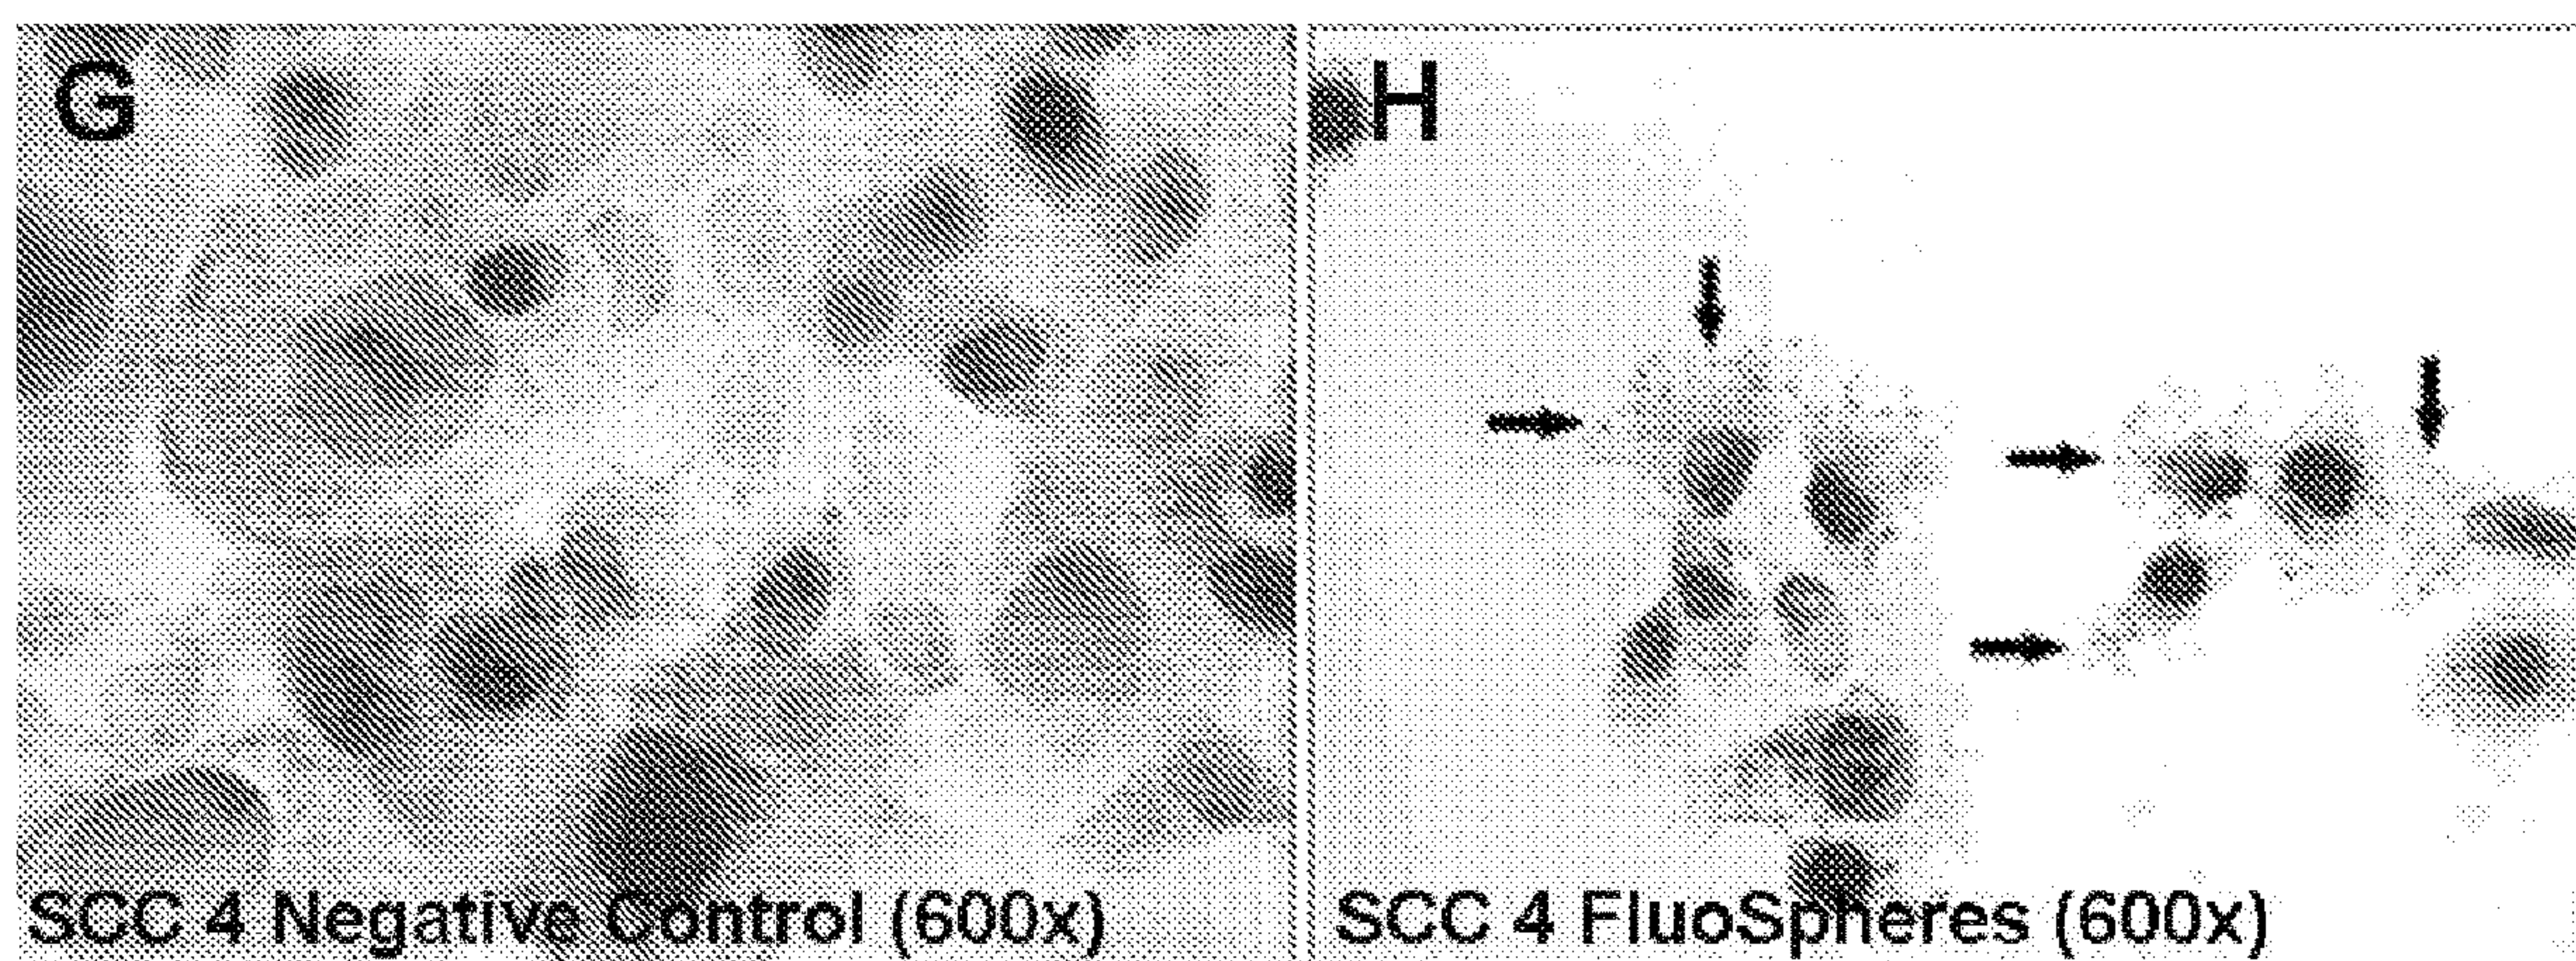 G
H
SCC 4 Negative Control (600x)
SCC 4 FluoSpheres (600x)